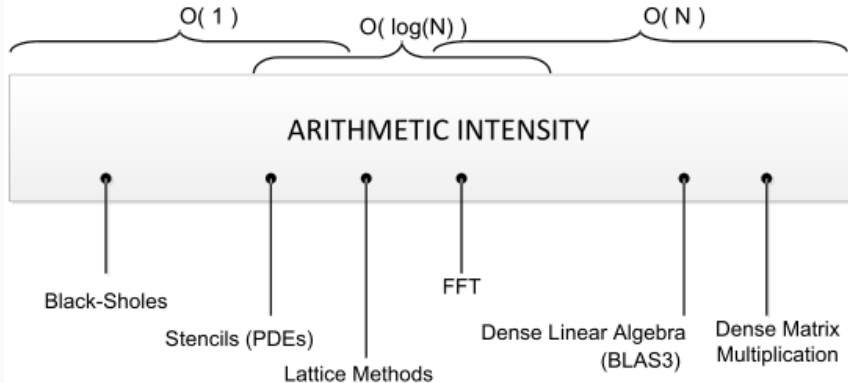 O( 1 )
O( log(N) )
O( N )
ARITHMETIC INTENSITY
Black-Sholes
Stencils (PDEs)
Lattice Methods
FFT
Dense Linear Algebra
(BLAS3)
Dense Matrix
Multiplication